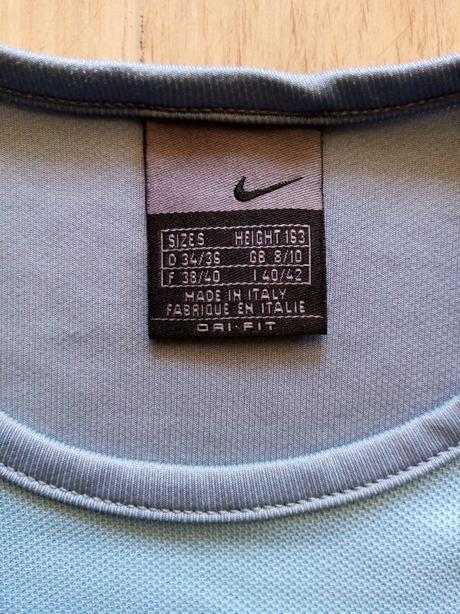 SIZES HEIGHT 163
D 34/36 GB 8/10
F 38/40 I 40/42
MADE IN ITALY
FABRIQUE EN ITALIE
DRI-FIT